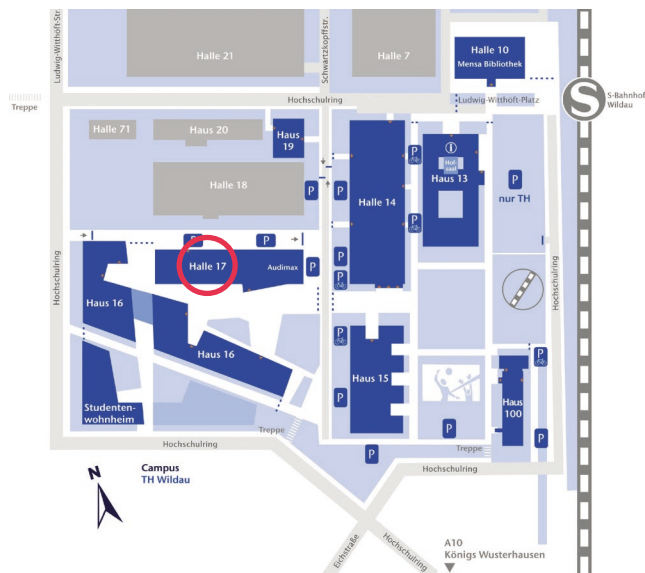 Ludwig-Witthöft-Str.
Halle 21
Schwartzkopffstr.
Halle 7
Halle 10
Mensa Bibliothek
S
S-Bahnhof
Wildau
Treppe
Hochschulring
Ludwig-Witthöft-Platz
Halle 71
Haus 20
Haus
19
Halle 18
P
P
Halle 14
P
P
P
P
P
i
Hör-
saal
Haus 13
P
nur TH
Hochschulring
P
P
Halle 17
Audimax
P
Haus 16
Haus 16
Studenten-
wohnheim
P
P
Haus 15
P
P
Haus
100
P
Hochschulring
Treppe
P
Treppe
Hochschulring
Hochschulring
N
Campus
TH Wildau
Eichstraße
Hochschulring
A10
Königs Wusterhausen